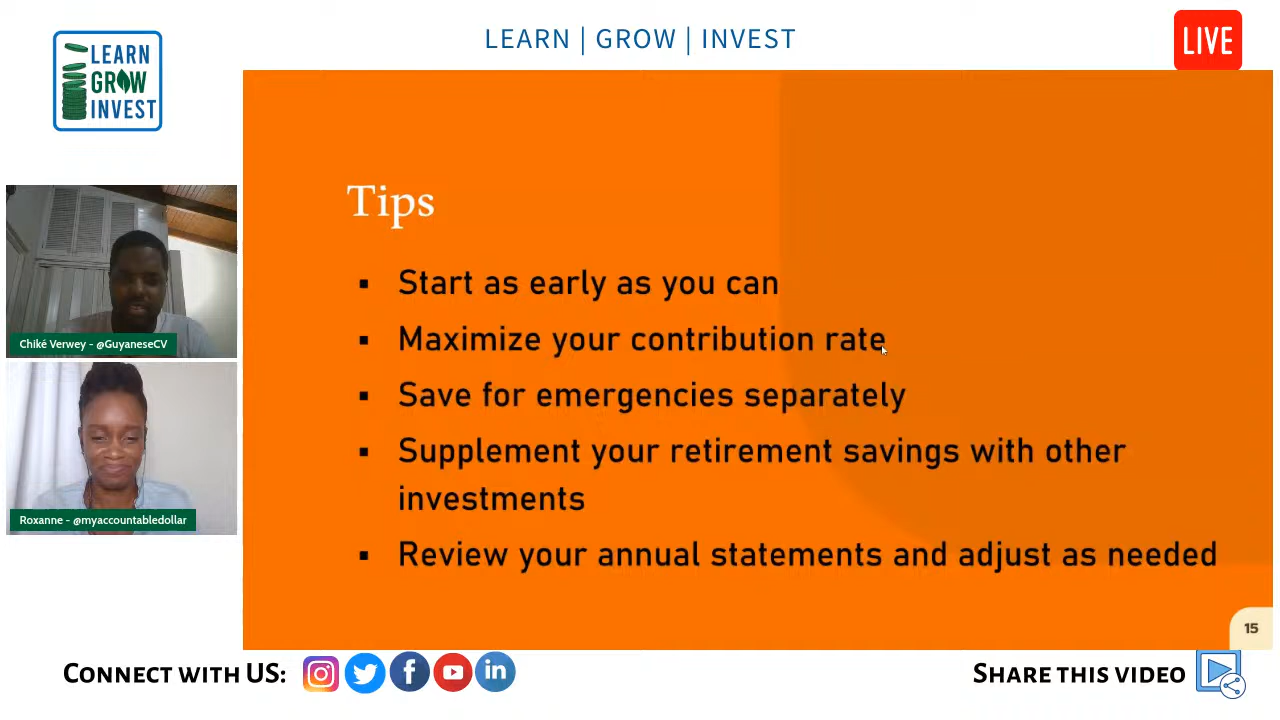 LEARN | GROW | INVEST
LIVE
LEARN
GROW
INVEST
Tips
▪ Start as early as you can
▪ Maximize your contribution rate
▪ Save for emergencies separately
▪ Supplement your retirement savings with other
investments
▪ Review your annual statements and adjust as needed
15
Chiké Verwey - @GuyaneseCV
Roxanne - @myaccountabledollar
CONNECT WITH US:
SHARE THIS VIDEO